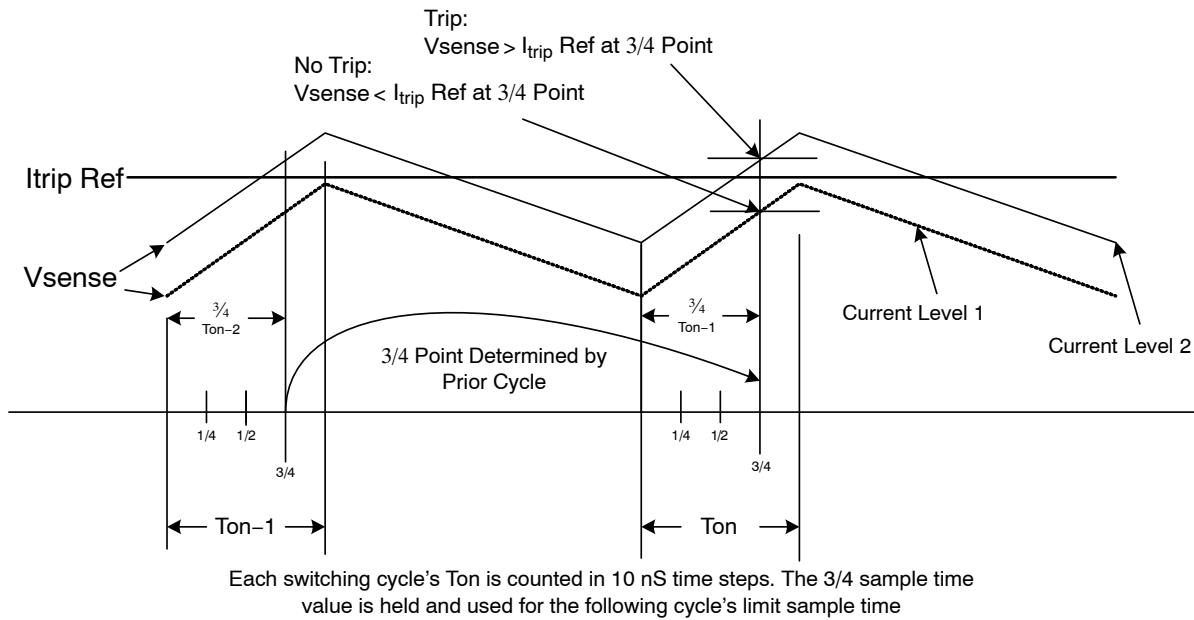 Trip:
Vsense > Itrip Ref at 3/4 Point
No Trip:
Vsense < Itrip Ref at 3/4 Point
Itrip Ref
Vsense
3/4
Ton−2
3/4
Ton−1
Current Level 1
Current Level 2
3/4 Point Determined by
Prior Cycle
1/4
1/2
3/4
1/4
1/2
3/4
Ton−1
Ton
Each switching cycle's Ton is counted in 10 nS time steps. The 3/4 sample time
value is held and used for the following cycle's limit sample time